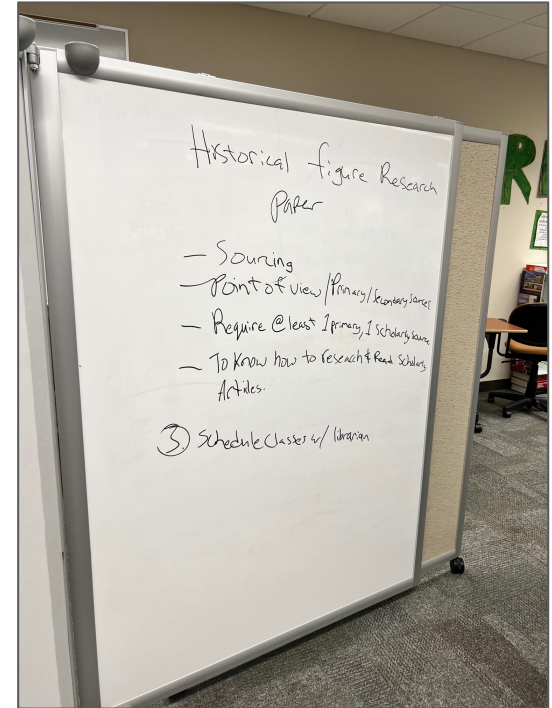 Historical figure Research
Paper
— Sourcing
— Point of view/Primary/Secondary Sources
— Require @ least 1 primary, 1 Scholarly Source
— To Know how to research & Read Scholarly
Articles.
③ Schedule Classes w/ librarian
R